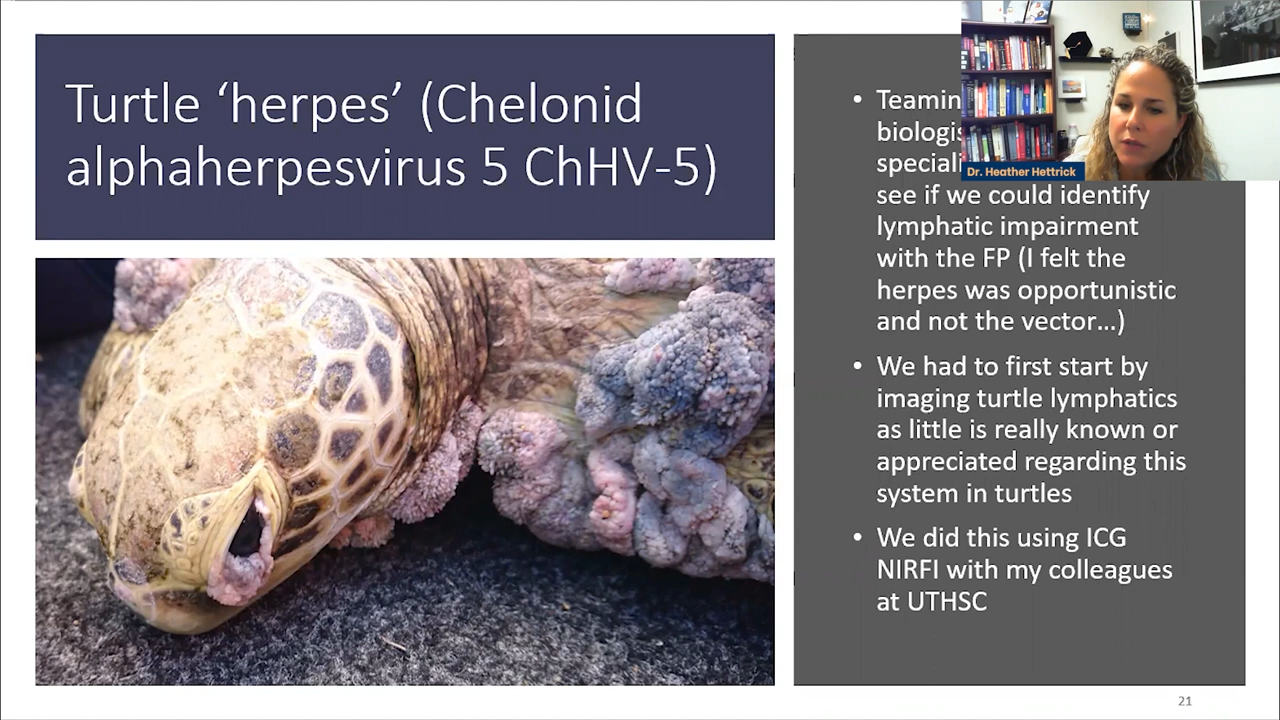 Turtle ‘herpes’ (Chelonid
alphaherpesvirus 5 ChHV-5)
• Teamin
biologis
speciali
see if we could identify
lymphatic impairment
with the FP (I felt the
herpes was opportunistic
and not the vector...)
• We had to first start by
imaging turtle lymphatics
as little is really known or
appreciated regarding this
system in turtles
• We did this using ICG
NIRFI with my colleagues
at UTHSC
Dr. Heather Hettrick
21